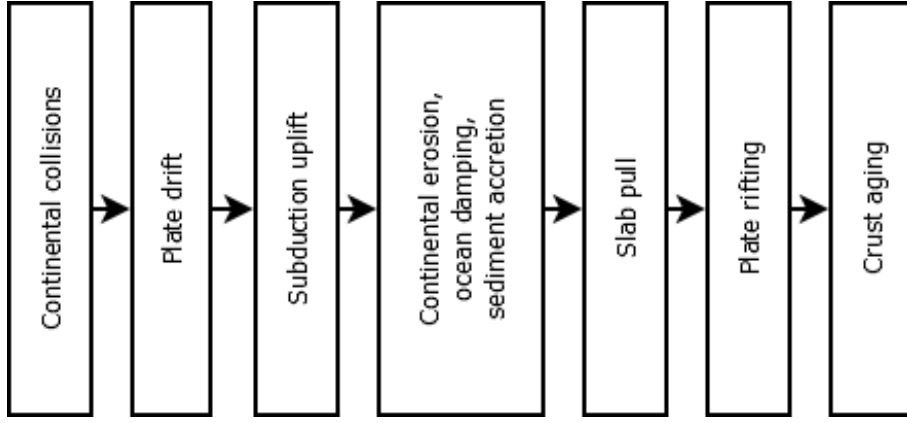 Continental collisions
Plate drift
Subduction uplift
Continental erosion,
ocean damping,
sediment accretion
Slab pull
Plate rifting
Crust aging